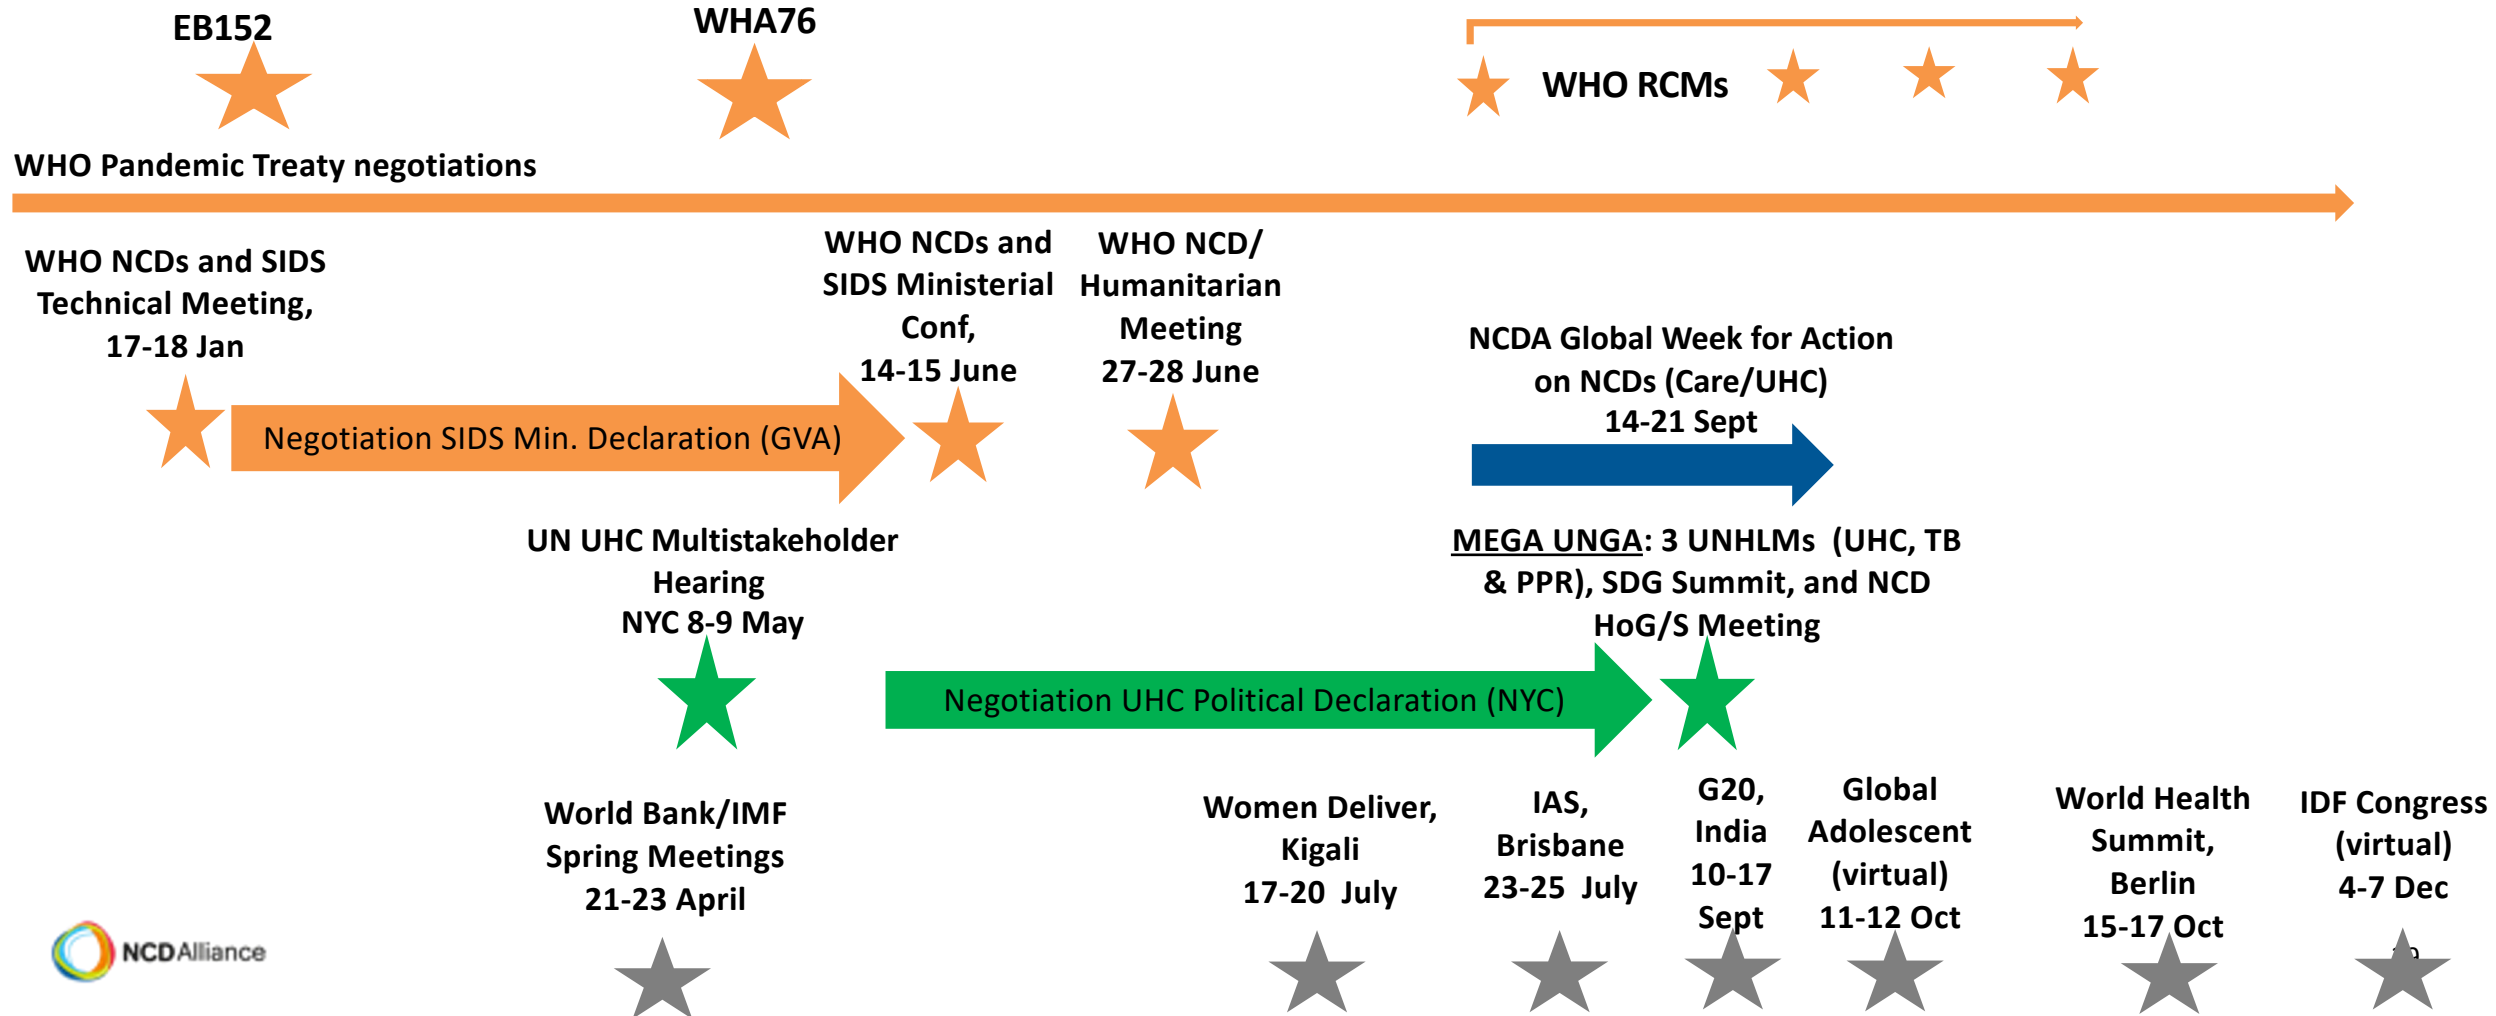 EB152
WHA76
WHO RCMs
WHO Pandemic Treaty negotiations
WHO NCDs and SIDS
Technical Meeting,
17-18 Jan
WHO NCDs and
SIDS Ministerial
Conf,
14-15 June
WHO NCD/
Humanitarian
Meeting
27-28 June
NCDA Global Week for Action
on NCDs (Care/UHC)
14-21 Sept
Negotiation SIDS Min. Declaration (GVA)
UN UHC Multistakeholder
Hearing
NYC 8-9 May
MEGA UNGA: 3 UNHLMs (UHC, TB
& PPR), SDG Summit, and NCD
HoG/S Meeting
Negotiation UHC Political Declaration (NYC)
World Bank/IMF
Spring Meetings
21-23 April
Women Deliver,
Kigali
17-20 July
IAS,
Brisbane
23-25 July
G20,
India
10-17
Sept
Global
Adolescent
(virtual)
11-12 Oct
World Health
Summit,
Berlin
15-17 Oct
IDF Congress
(virtual)
4-7 Dec
NCD Alliance